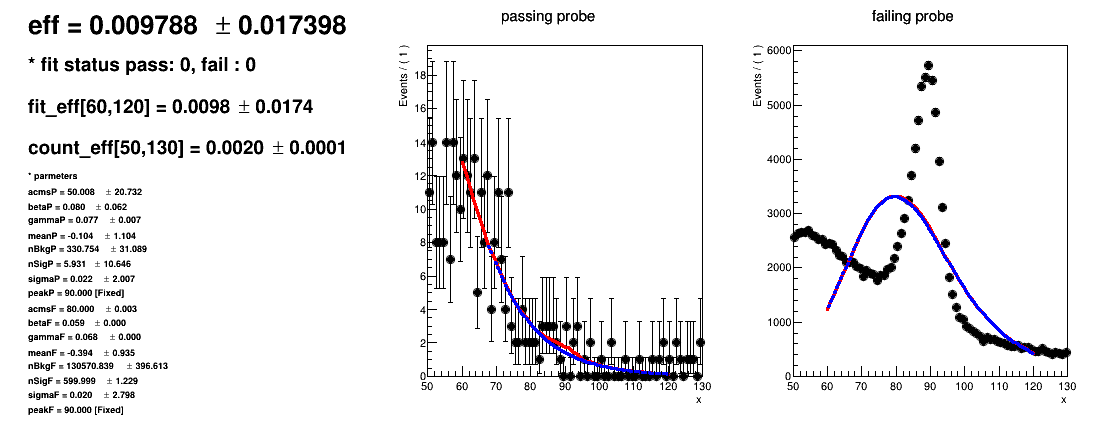 eff = 0.009788 ± 0.017398
* fit status pass: 0, fail : 0
fit_eff[60,120] = 0.0098 ± 0.0174
count_eff[50,130] = 0.0020 ± 0.0001
* parmeters
acmsP = 50.008 ± 20.732
betaP = 0.080 ± 0.062
gammaP = 0.077 ± 0.007
meanP = -0.104 ± 1.104
nBkgP = 330.754 ± 31.089
nSigP = 5.931 ± 10.646
sigmaP = 0.022 ± 2.007
peakP = 90.000 [Fixed]
acmsF = 80.000 ± 0.003
betaF = 0.059 ± 0.000
gammaF = 0.068 ± 0.000
meanF = -0.394 ± 0.935
nBkgF = 130570.839 ± 396.613
nSigF = 599.999 ± 1.229
sigmaF = 0.020 ± 2.798
peakF = 90.000 [Fixed]
passing probe
Events / ( 1 )
18
16
14
12
10
8
6
4
2
0
50 60 70 80 90 100 110 120 130
x
failing probe
Events / ( 1 )
6000
5000
4000
3000
2000
1000
0
50 60 70 80 90 100 110 120 130
x